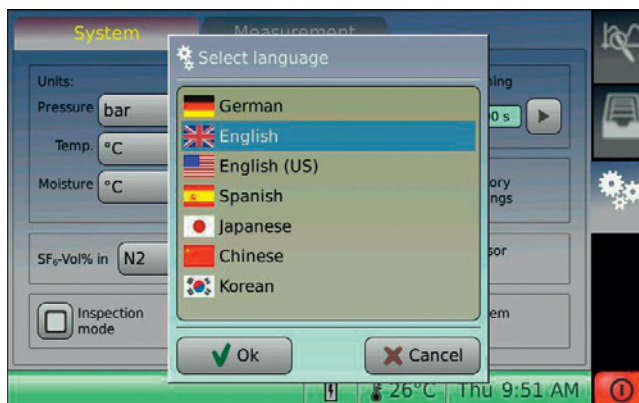 System
Measurement
Select language
Units:
Pressure
bar
Temp.
°C
Moisture
°C
SF₆-Vol% in
N2
Inspection
mode
German
English
English (US)
Spanish
Japanese
Chinese
Korean
Ok
Cancel
26°C
Thu 9:51 AM